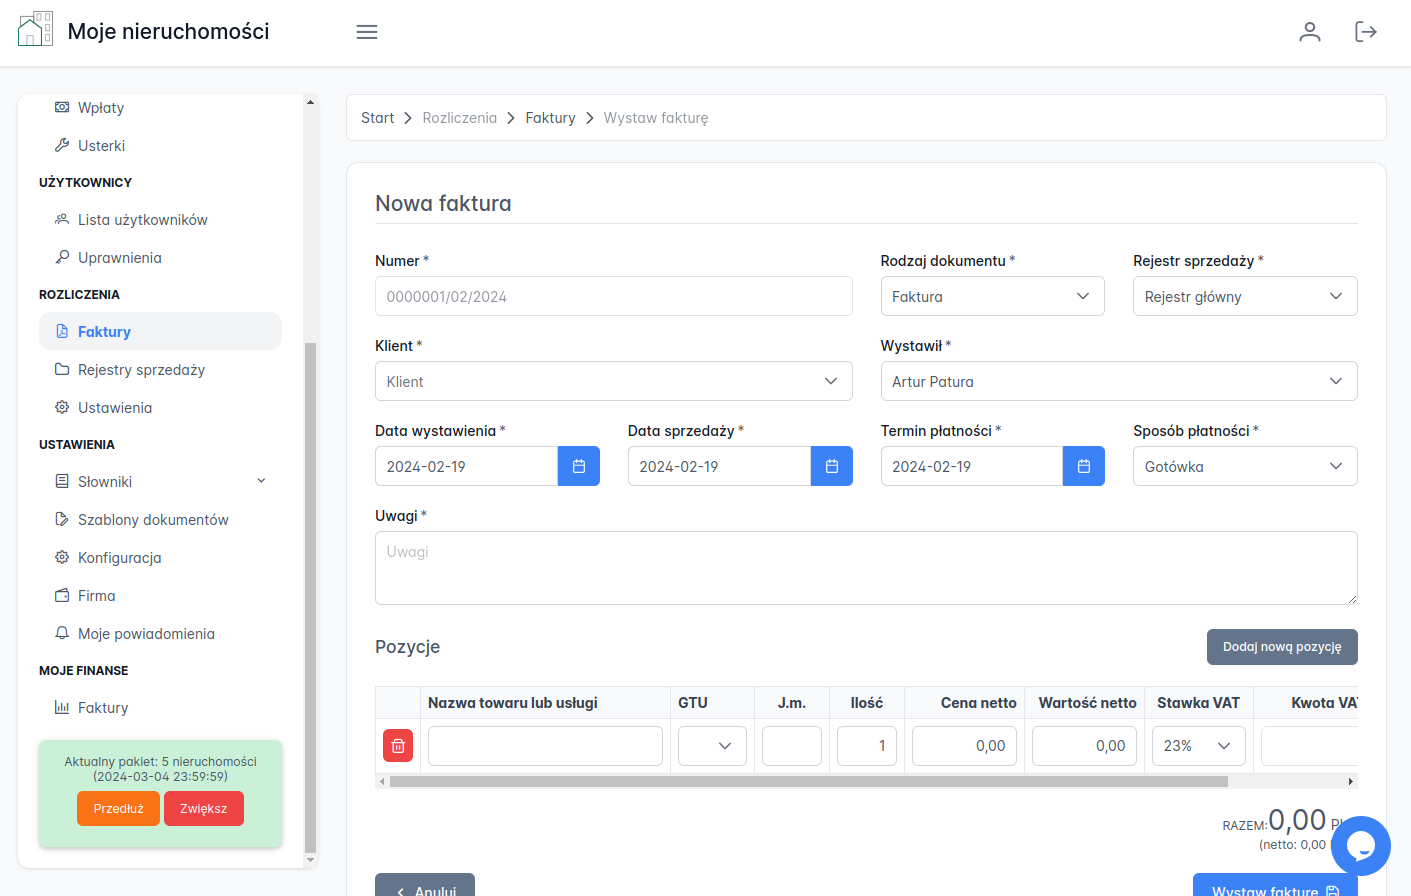 Moje nieruchomości
Wpłaty
Usterki
UŻYTKOWNICY
Lista użytkowników
Uprawnienia
ROZLICZENIA
Faktury
Rejestry sprzedaży
Ustawienia
USTAWIENIA
Słowniki
Szablony dokumentów
Konfiguracja
Firma
Moje powiadomienia
MOJE FINANSE
Faktury
Aktualny pakiet: 5 nieruchomości
(2024-03-04 23:59:59)
Przedłuż Zwiększ
Start Rozliczenia Faktury Wystaw fakturę
Nowa faktura
Numer * Rodzaj dokumentu * Rejestr sprzedaży *
0000001/02/2024 Faktura Rejestr główny
Klient * Wystawił *
Klient Artur Patura
Data wystawienia * Data sprzedaży * Termin płatności * Sposób płatności *
2024-02-19 2024-02-19 2024-02-19 Gotówka
Uwagi *
Uwagi
Pozycje Dodaj nową pozycję
Nazwa towaru lub usługi GTU J.m. Ilość Cena netto Wartość netto Stawka VAT Kwota
1 0,00 0,00 23%
RAZEM: 0,00
(netto: 0,00
Anuluj Wystaw fakturę